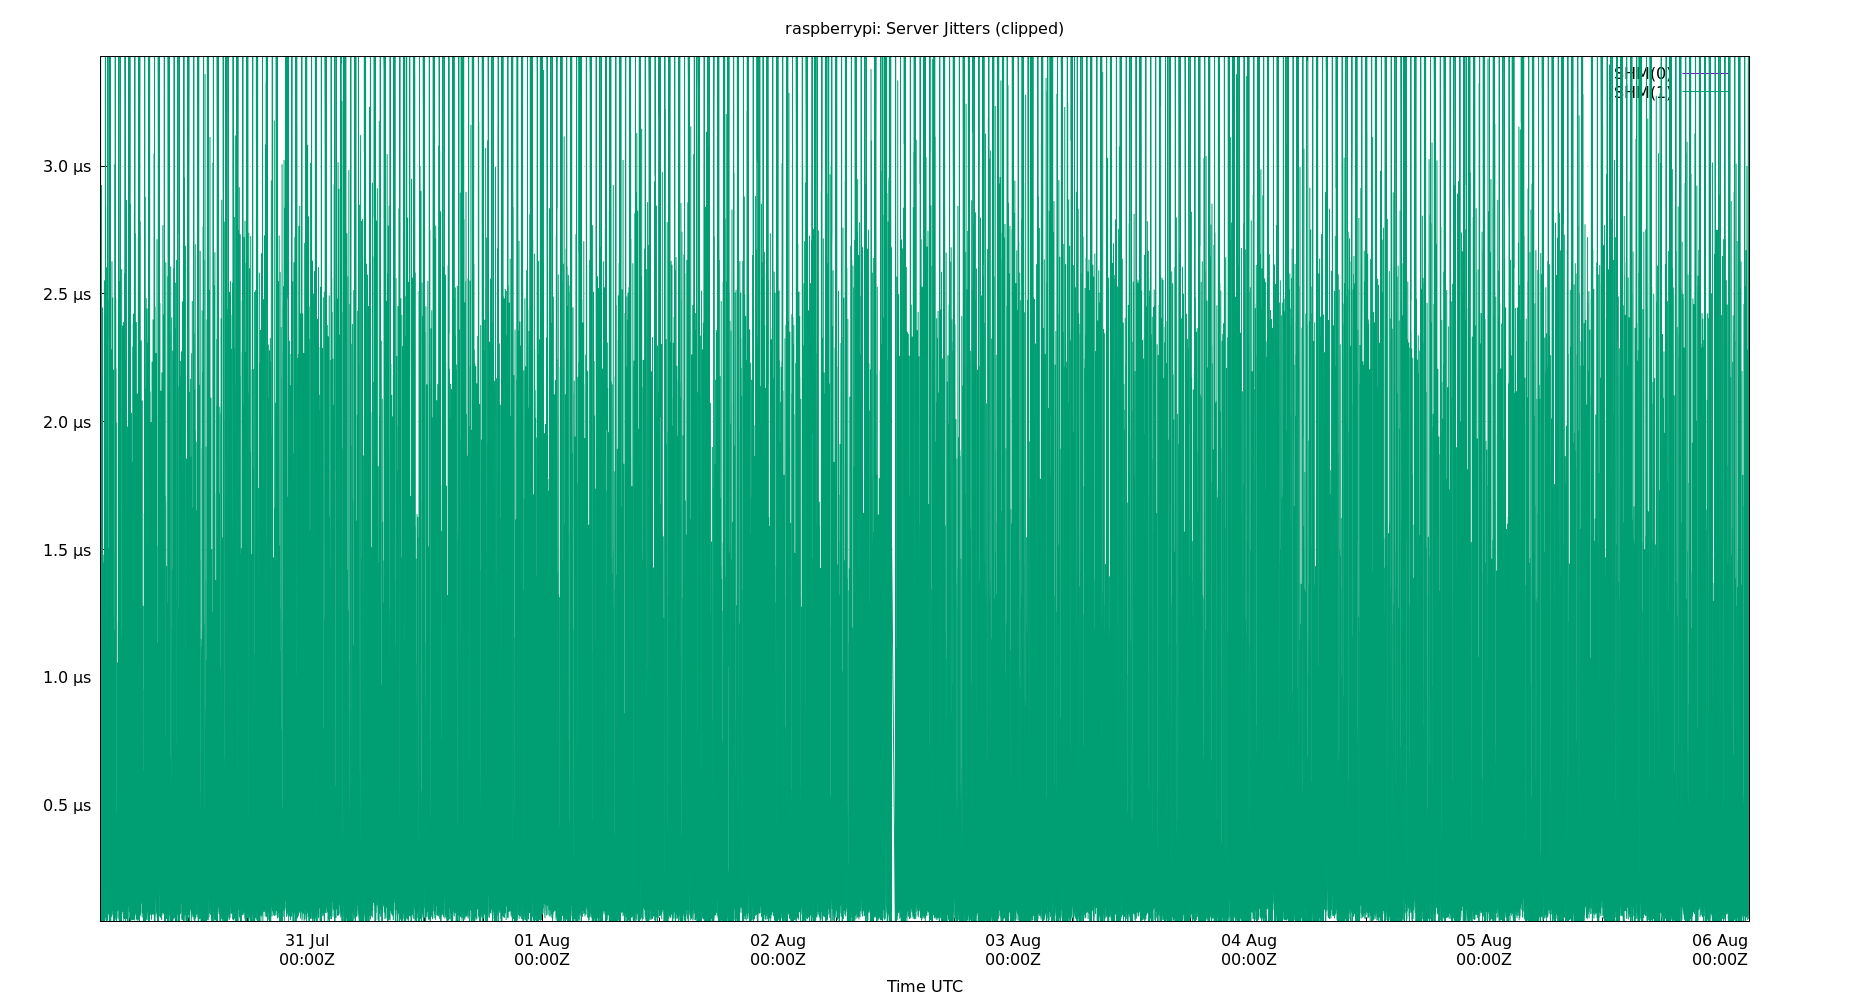 raspberrypi: Server Jitters (clipped)
SHM(0)
SHM(1)
3.0 µs
2.5 µs
2.0 µs
1.5 µs
1.0 µs
0.5 µs
31 Jul 01 Aug 02 Aug 03 Aug 04 Aug 05 Aug 06 Aug
00:00Z 00:00Z 00:00Z 00:00Z 00:00Z 00:00Z 00:00Z
Time UTC